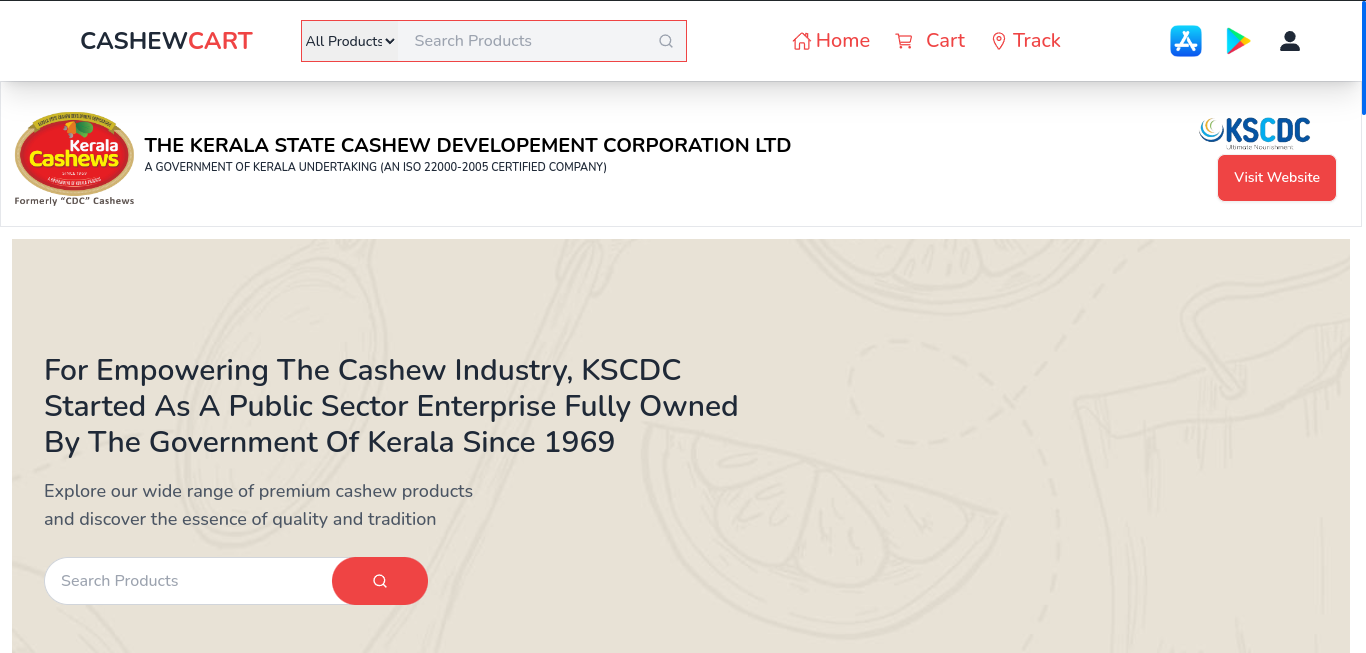 CASHEWCART
All Products
Search Products
Home
Cart
Track
Kerala
Cashews
SINCE 1969
Formerly “CDC” Cashews
THE KERALA STATE CASHEW DEVELOPEMENT CORPORATION LTD
A GOVERNMENT OF KERALA UNDERTAKING (AN ISO 22000-2005 CERTIFIED COMPANY)
KSCDC
Ultimate Nourishment
Visit Website
For Empowering The Cashew Industry, KSCDC
Started As A Public Sector Enterprise Fully Owned
By The Government Of Kerala Since 1969
Explore our wide range of premium cashew products
and discover the essence of quality and tradition
Search Products